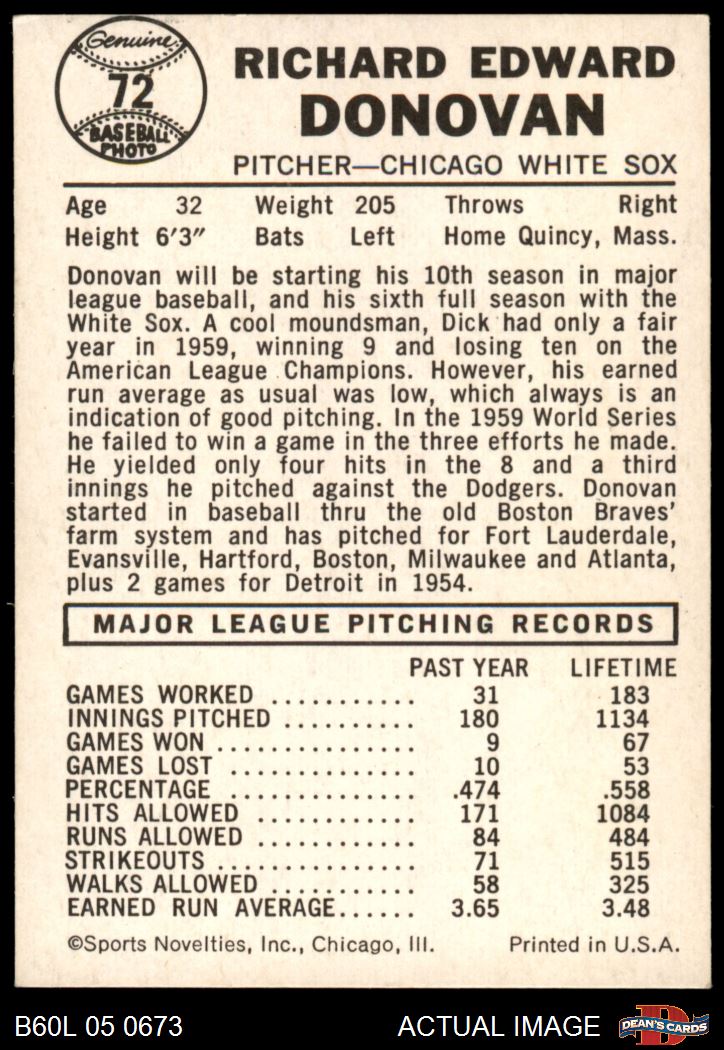 Genuine
72
BASEBALL
PHOTO
RICHARD EDWARD
DONOVAN
PITCHER—CHICAGO WHITE SOX
Age 32 Weight 205 Throws Right
Height 6'3" Bats Left Home Quincy, Mass.
Donovan will be starting his 10th season in major
league baseball, and his sixth full season with the
White Sox. A cool moundsman, Dick had only a fair
year in 1959, winning 9 and losing ten on the
American League Champions. However, his earned
run average as usual was low, which always is an
indication of good pitching. In the 1959 World Series
he failed to win a game in the three efforts he made.
He yielded only four hits in the 8 and a third
innings he pitched against the Dodgers. Donovan
started in baseball thru the old Boston Braves'
farm system and has pitched for Fort Lauderdale,
Evansville, Hartford, Boston, Milwaukee and Atlanta,
plus 2 games for Detroit in 1954.
MAJOR LEAGUE PITCHING RECORDS
PAST YEAR LIFETIME
GAMES WORKED ........... 31 183
INNINGS PITCHED .......... 180 1134
GAMES WON ............... 9 67
GAMES LOST .............. 10 53
PERCENTAGE .............. .474 .558
HITS ALLOWED ............ 171 1084
RUNS ALLOWED ............ 84 484
STRIKEOUTS ............... 71 515
WALKS ALLOWED ........... 58 325
EARNED RUN AVERAGE...... 3.65 3.48
©Sports Novelties, Inc., Chicago, Ill. Printed in U.S.A.
B60L 05 0673 ACTUAL IMAGE D DEAN'S CARDS